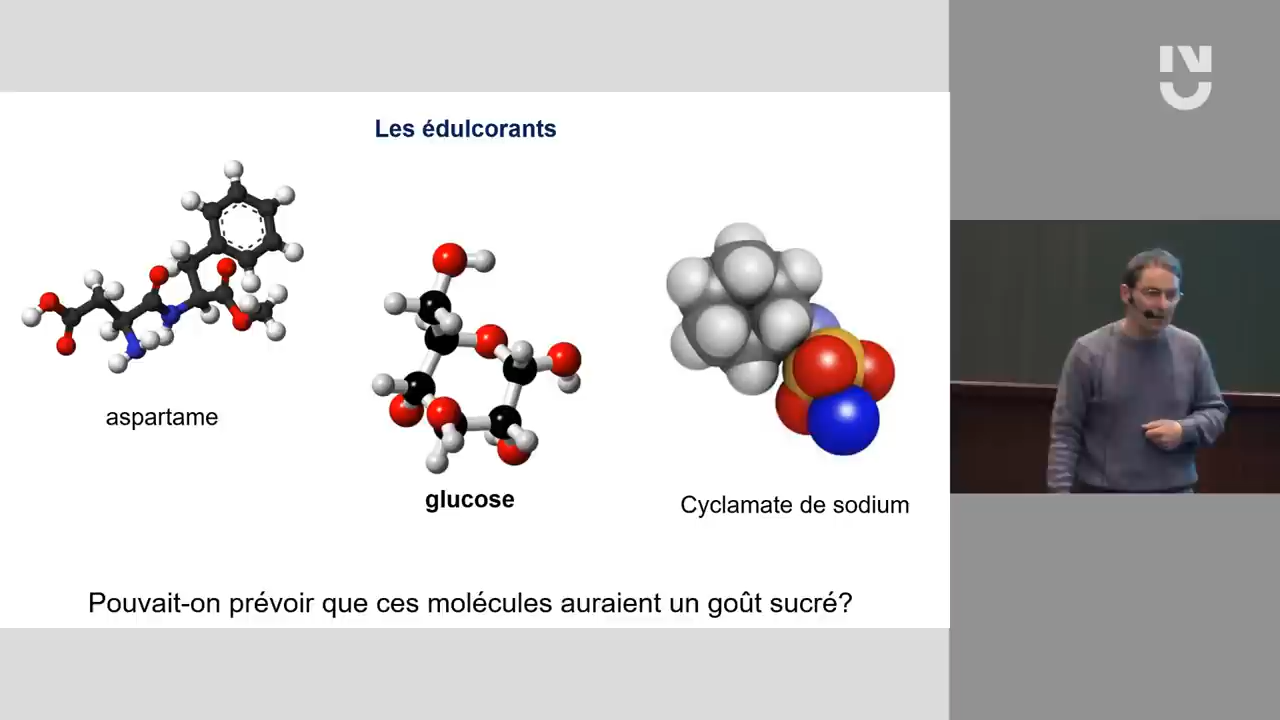 Les édulcorants
aspartame
glucose
Cyclamate de sodium
Pouvait-on prévoir que ces molécules auraient un goût sucré?